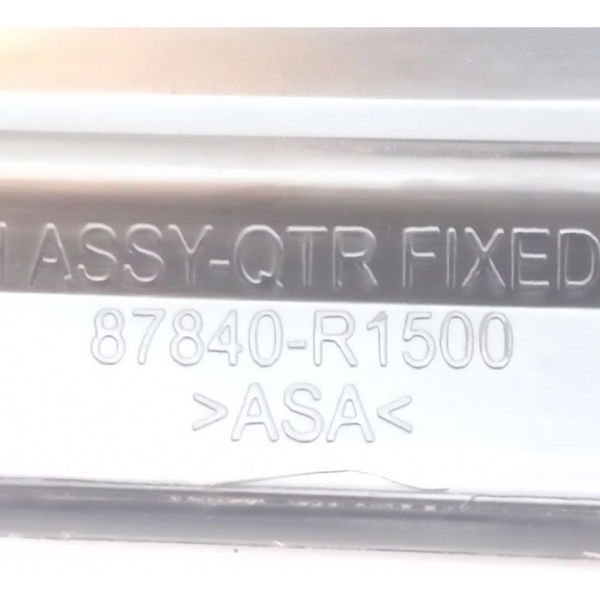 ASSY-QTR FIXED
87840-R1500
>ASA<